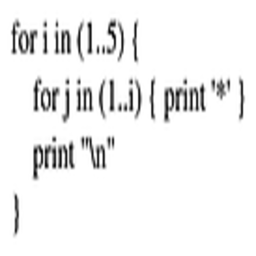 for i in (1..5) {
for j in (1..i) { print '*' }
print "\n"
}